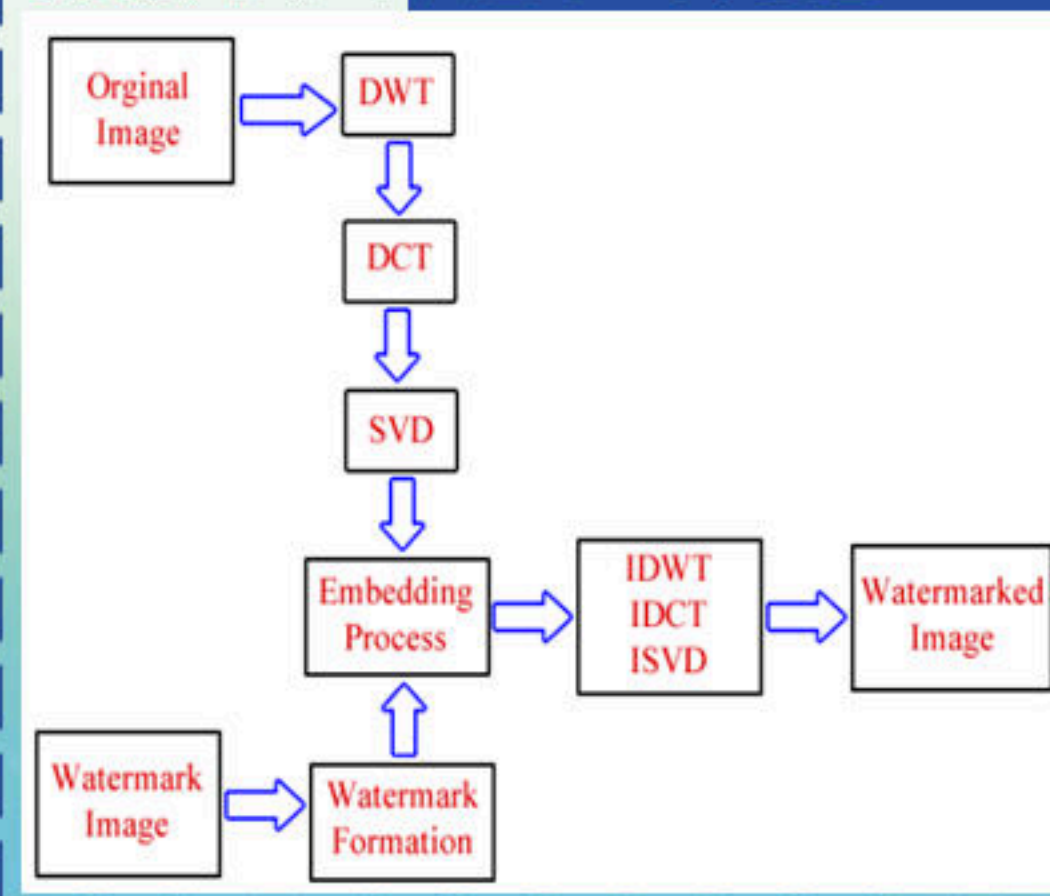 Orginal
Image
DWT
DCT
SVD
Embedding
Process
IDWT
IDCT
ISVD
Watermarked
Image
Watermark
Image
Watermark
Formation